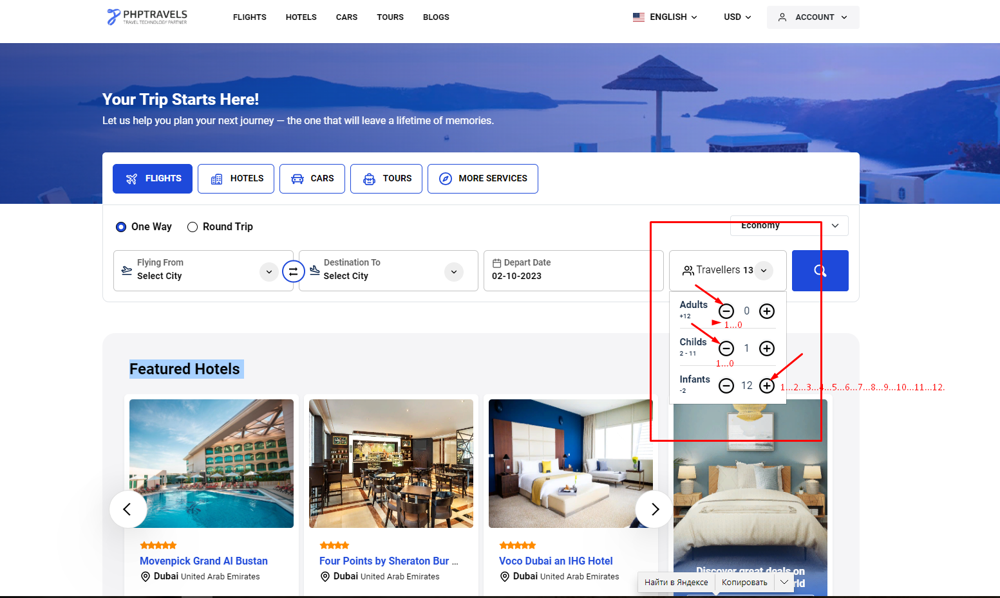 PHPTRAVELS
TRAVEL TECHNOLOGY PARTNER
FLIGHTS HOTELS CARS TOURS BLOGS
ENGLISH USD ACCOUNT
Your Trip Starts Here!
Let us help you plan your next journey — the one that will leave a lifetime of memories.
FLIGHTS HOTELS CARS TOURS MORE SERVICES
One Way Round Trip
Economy
Flying From
Select City
Destination To
Select City
Depart Date
02-10-2023
Travellers 13
Adults
+12
0
1...0
Childs
2 - 11
1
1...0
Infants
-2
12
1...2...3...4...5...6...7...8...9...10...11...12.
Featured Hotels
Movenpick Grand Al Bustan
Dubai United Arab Emirates
Four Points by Sheraton Bur ...
Dubai United Arab Emirates
Voco Dubai an IHG Hotel
Dubai United Arab Emirates
Discover great deals on
rld
Найти в Яндексе Копировать